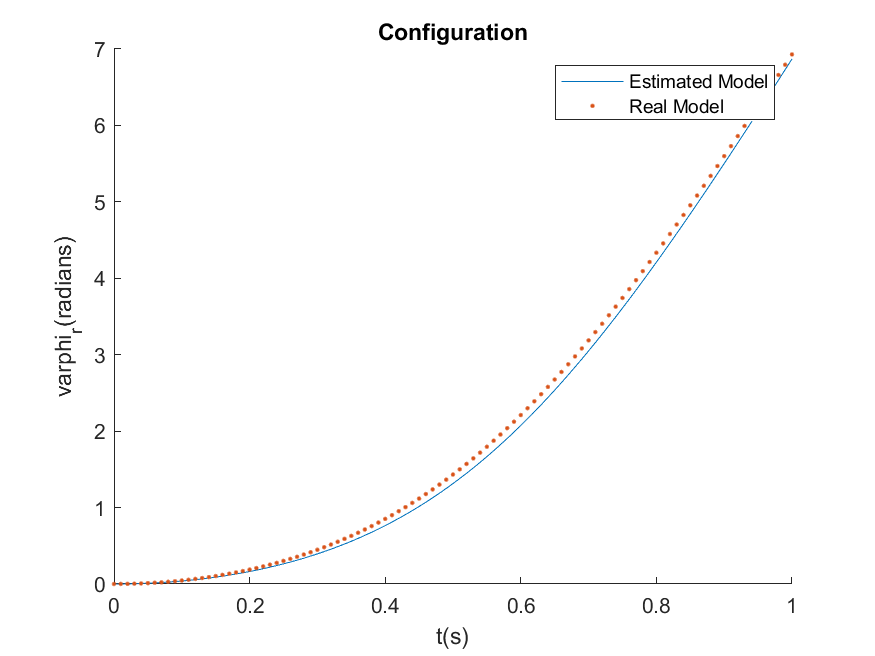 Configuration
Estimated Model
Real Model
7
6
5
4
3
2
1
0
varphi_r(radians)
0 0.2 0.4 0.6 0.8 1
t(s)